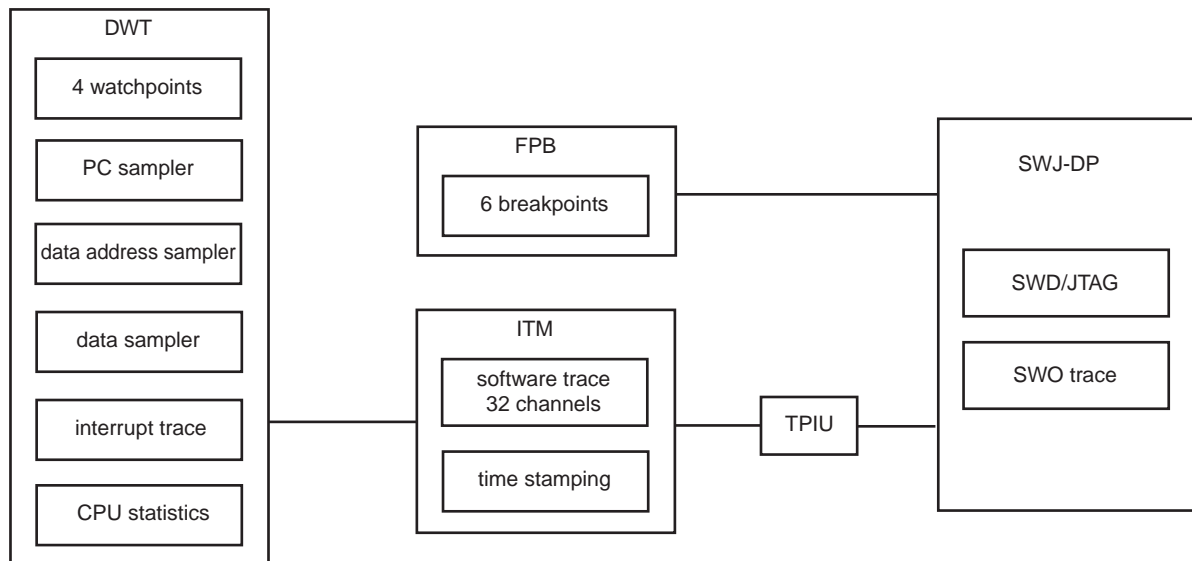 DWT
4 watchpoints
PC sampler
data address sampler
data sampler
interrupt trace
CPU statistics
FPB
6 breakpoints
ITM
software trace
32 channels
time stamping
TPIU
SWJ-DP
SWD/JTAG
SWO trace